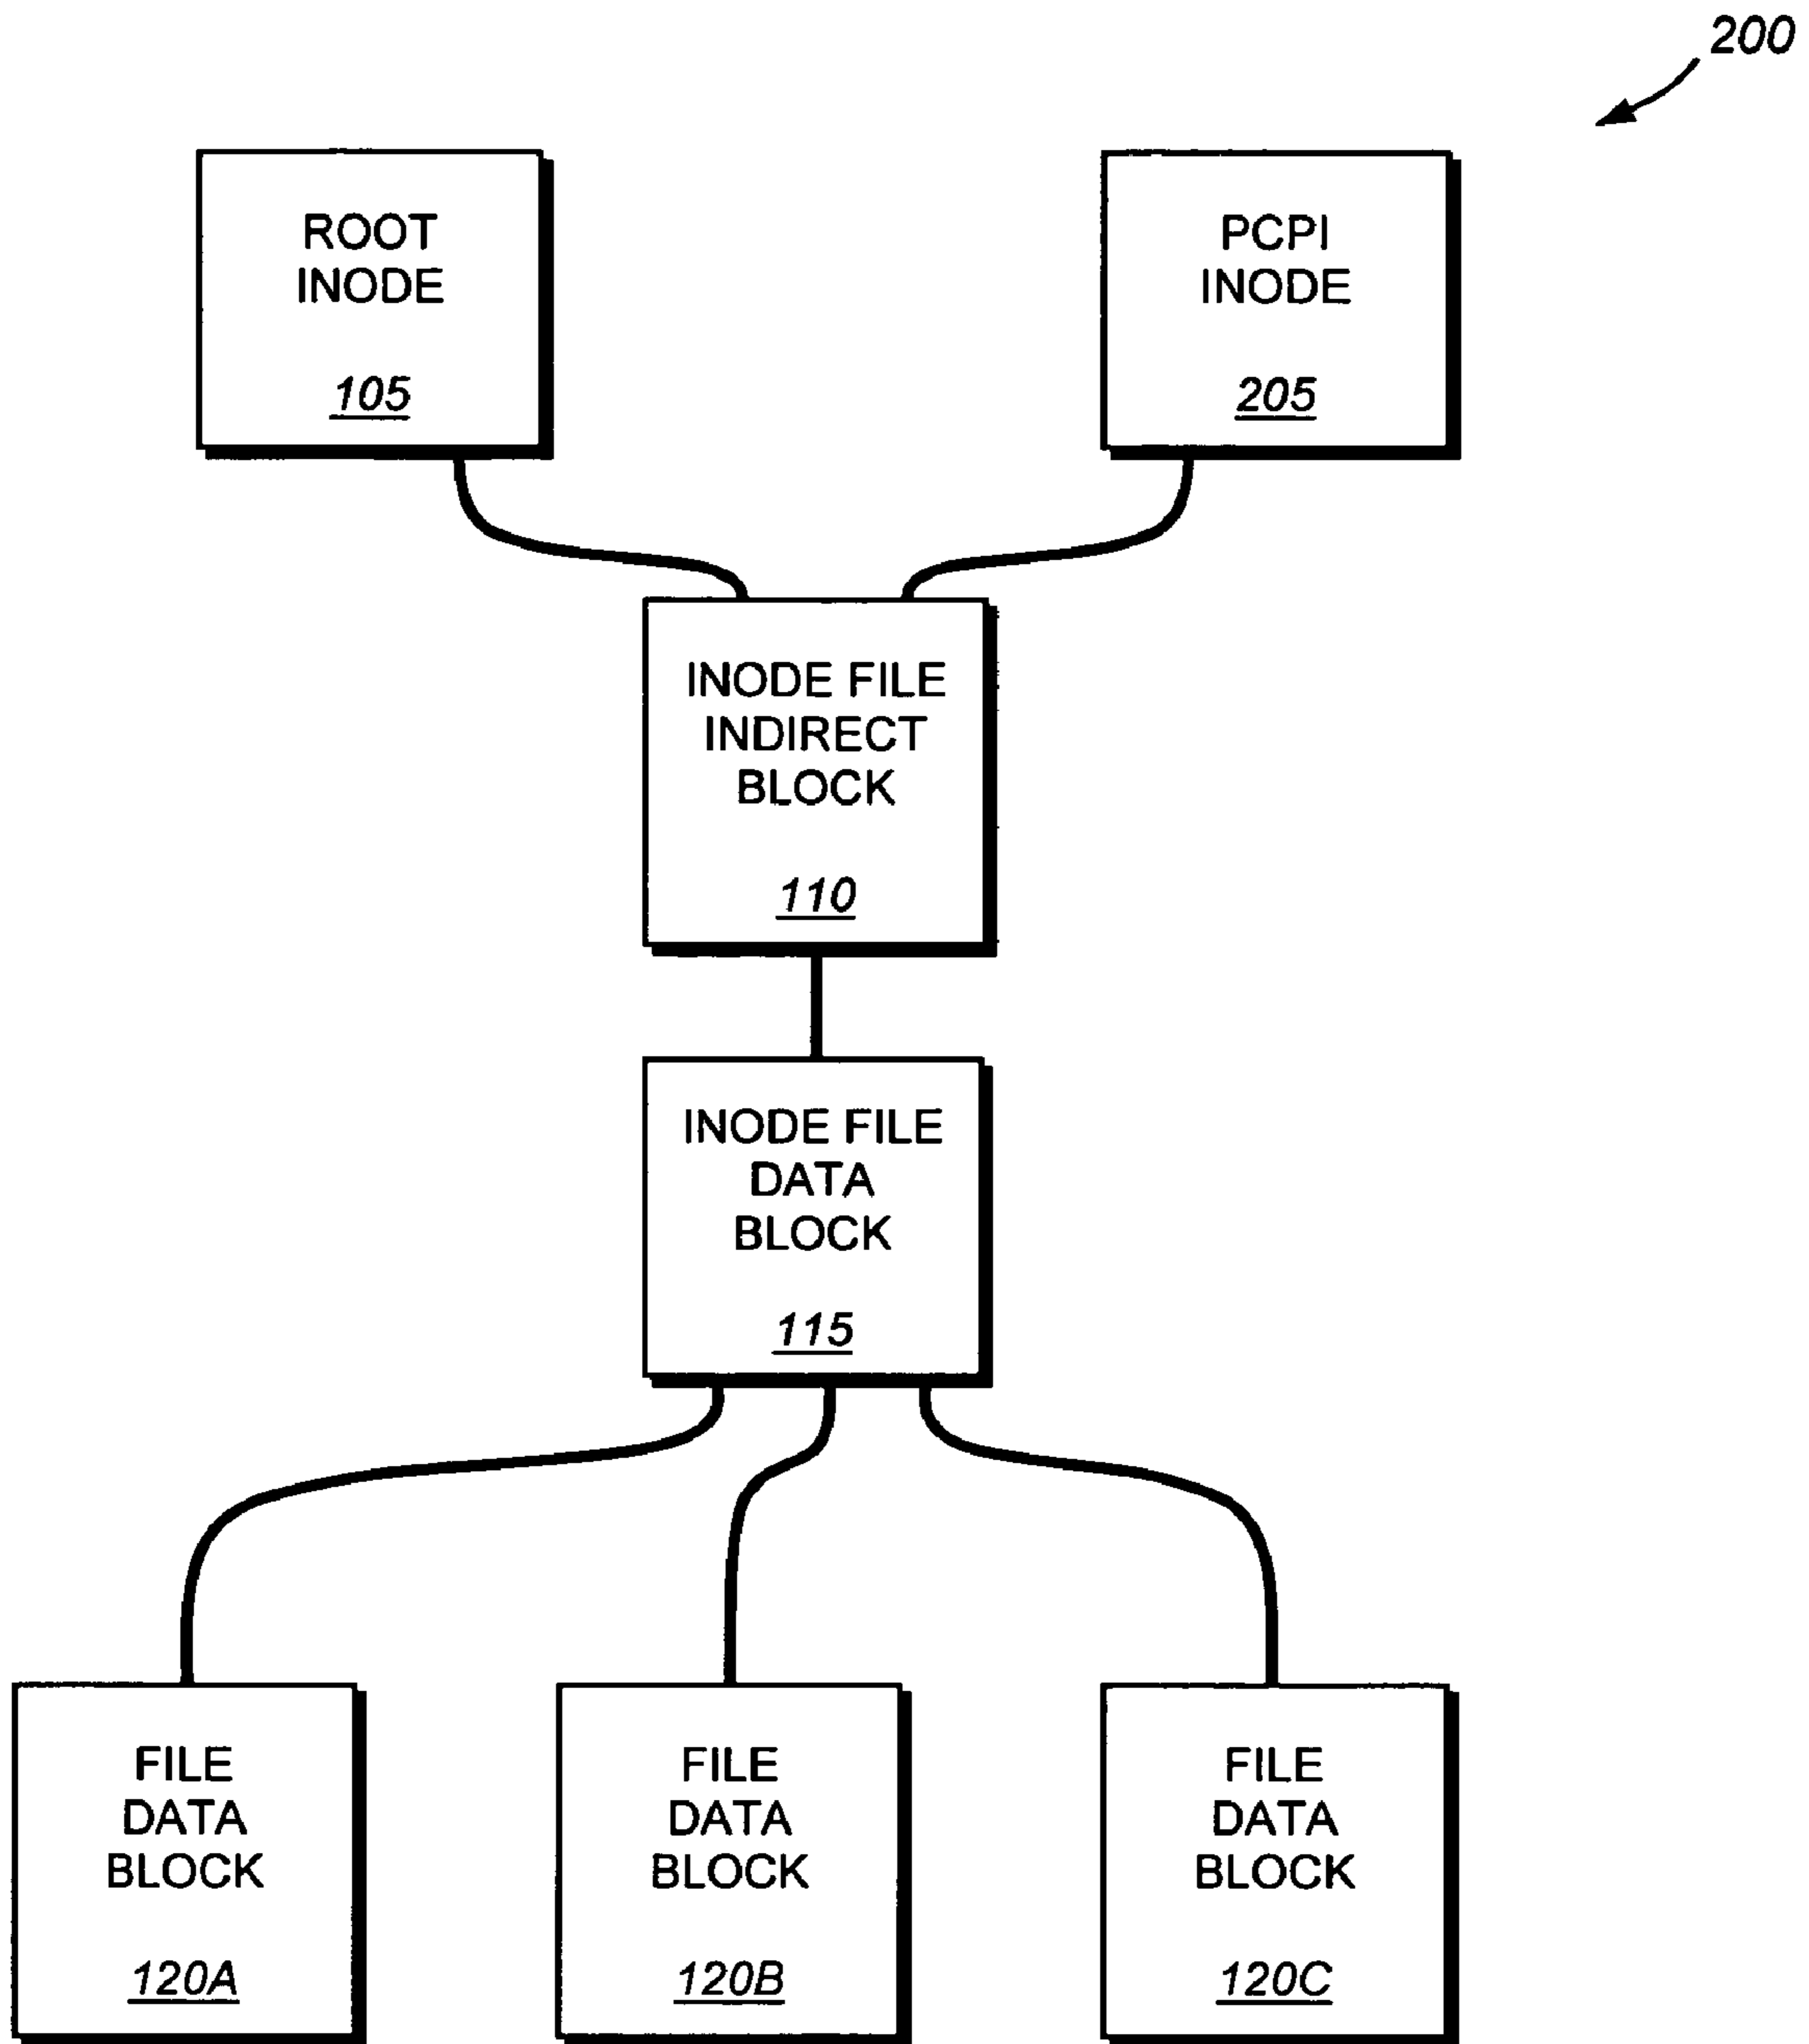 200
ROOT
INODE
105
PCPI
INODE
205
INODE FILE
INDIRECT
BLOCK
110
INODE FILE
DATA
BLOCK
115
FILE
DATA
BLOCK
120A
FILE
DATA
BLOCK
120B
FILE
DATA
BLOCK
120C